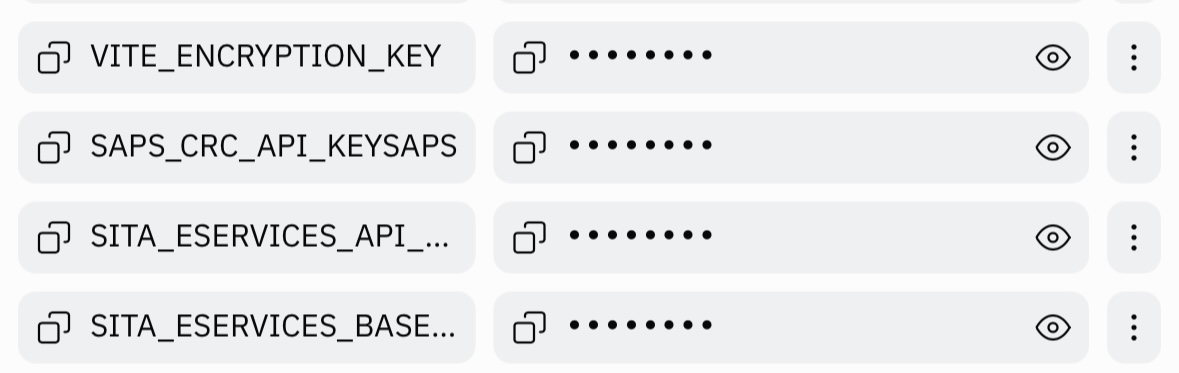 VITE_ENCRYPTION_KEY ••••••••
SAPS_CRC_API_KEYSAPS ••••••••
SITA_ESERVICES_API_... ••••••••
SITA_ESERVICES_BASE... ••••••••